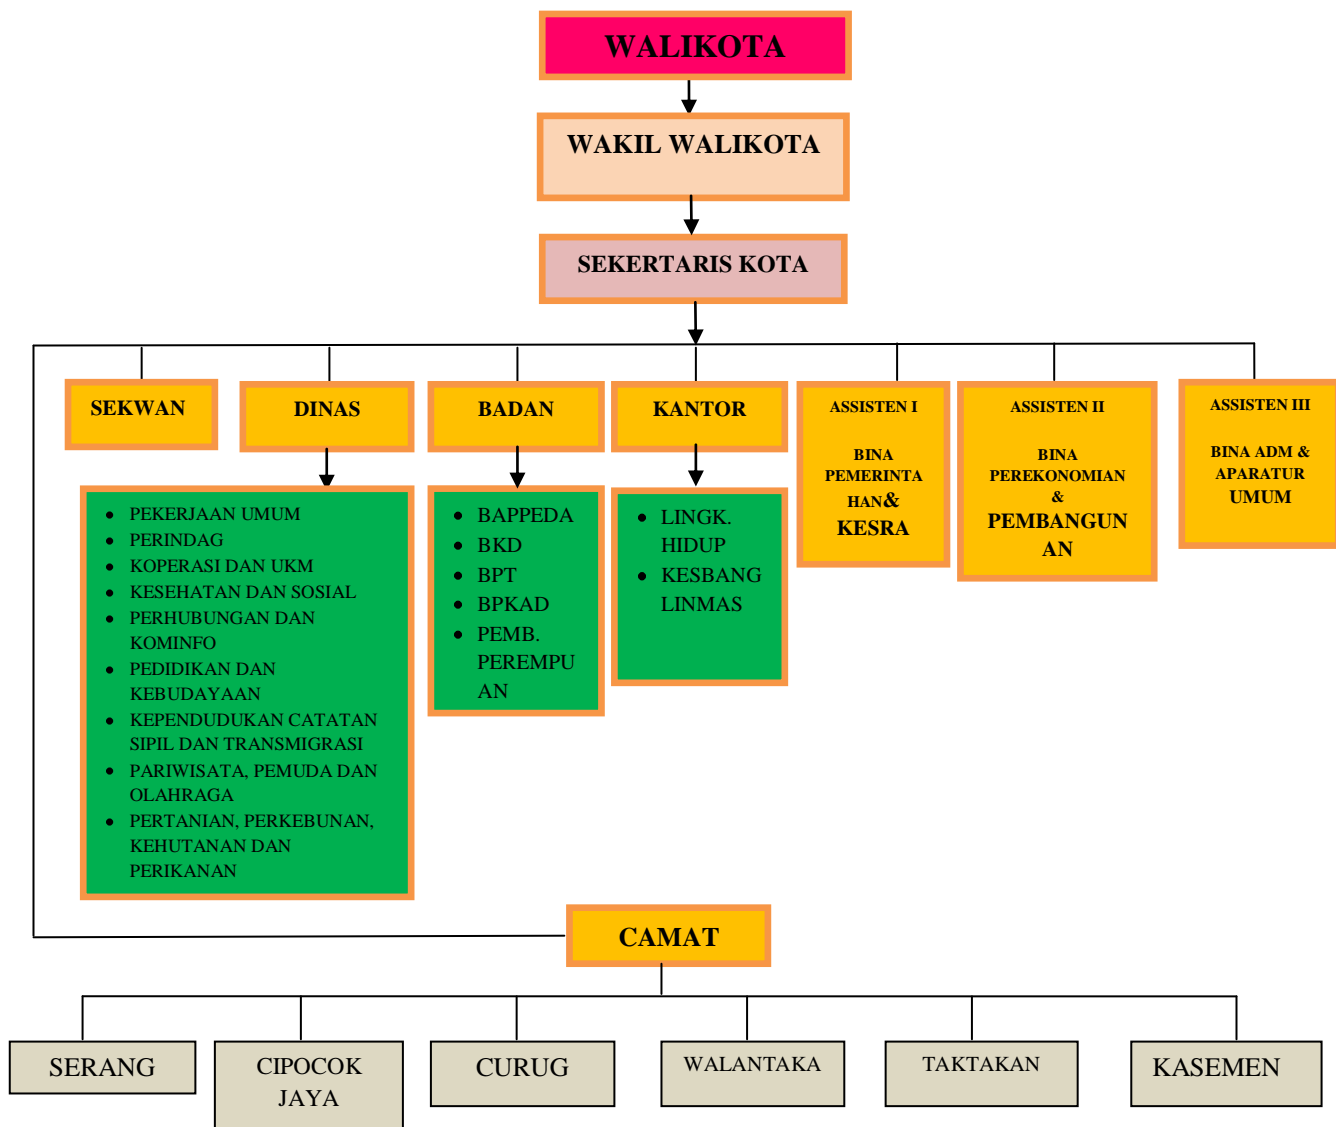 WALIKOTA
WAKIL WALIKOTA
SEKERTARIS KOTA
SEKWAN
DINAS
BADAN
KANTOR
ASSISTEN I
BINA
PEMERINTA
HAN& 
KESRA
ASSISTEN II
BINA
PEREKONOMIAN
&
PEMBANGUN
AN
ASSISTEN III
BINA ADM &
APARATUR
UMUM
• PEKERJAAN UMUM
• PERINDAG
• KOPERASI DAN UKM
• KESEHATAN DAN SOSIAL
• PERHUBUNGAN DAN
KOMINFO
• PEDIDIKAN DAN
KEBUDAYAAN
• KEPENDUDUKAN CATATAN
SIPIL DAN TRANSMIGRASI
• PARIWISATA, PEMUDA DAN
OLAHRAGA
• PERTANIAN, PERKEBUNAN,
KEHUTANAN DAN
PERIKANAN
• BAPPEDA
• BKD
• BPT
• BPKAD
• PEMB.
PEREMPU
AN
• LINGK.
HIDUP
• KESBANG
LINMAS
CAMAT
SERANG
CIPOCOK
JAYA
CURUG
WALANTAKA
TAKTAKAN
KASEMEN